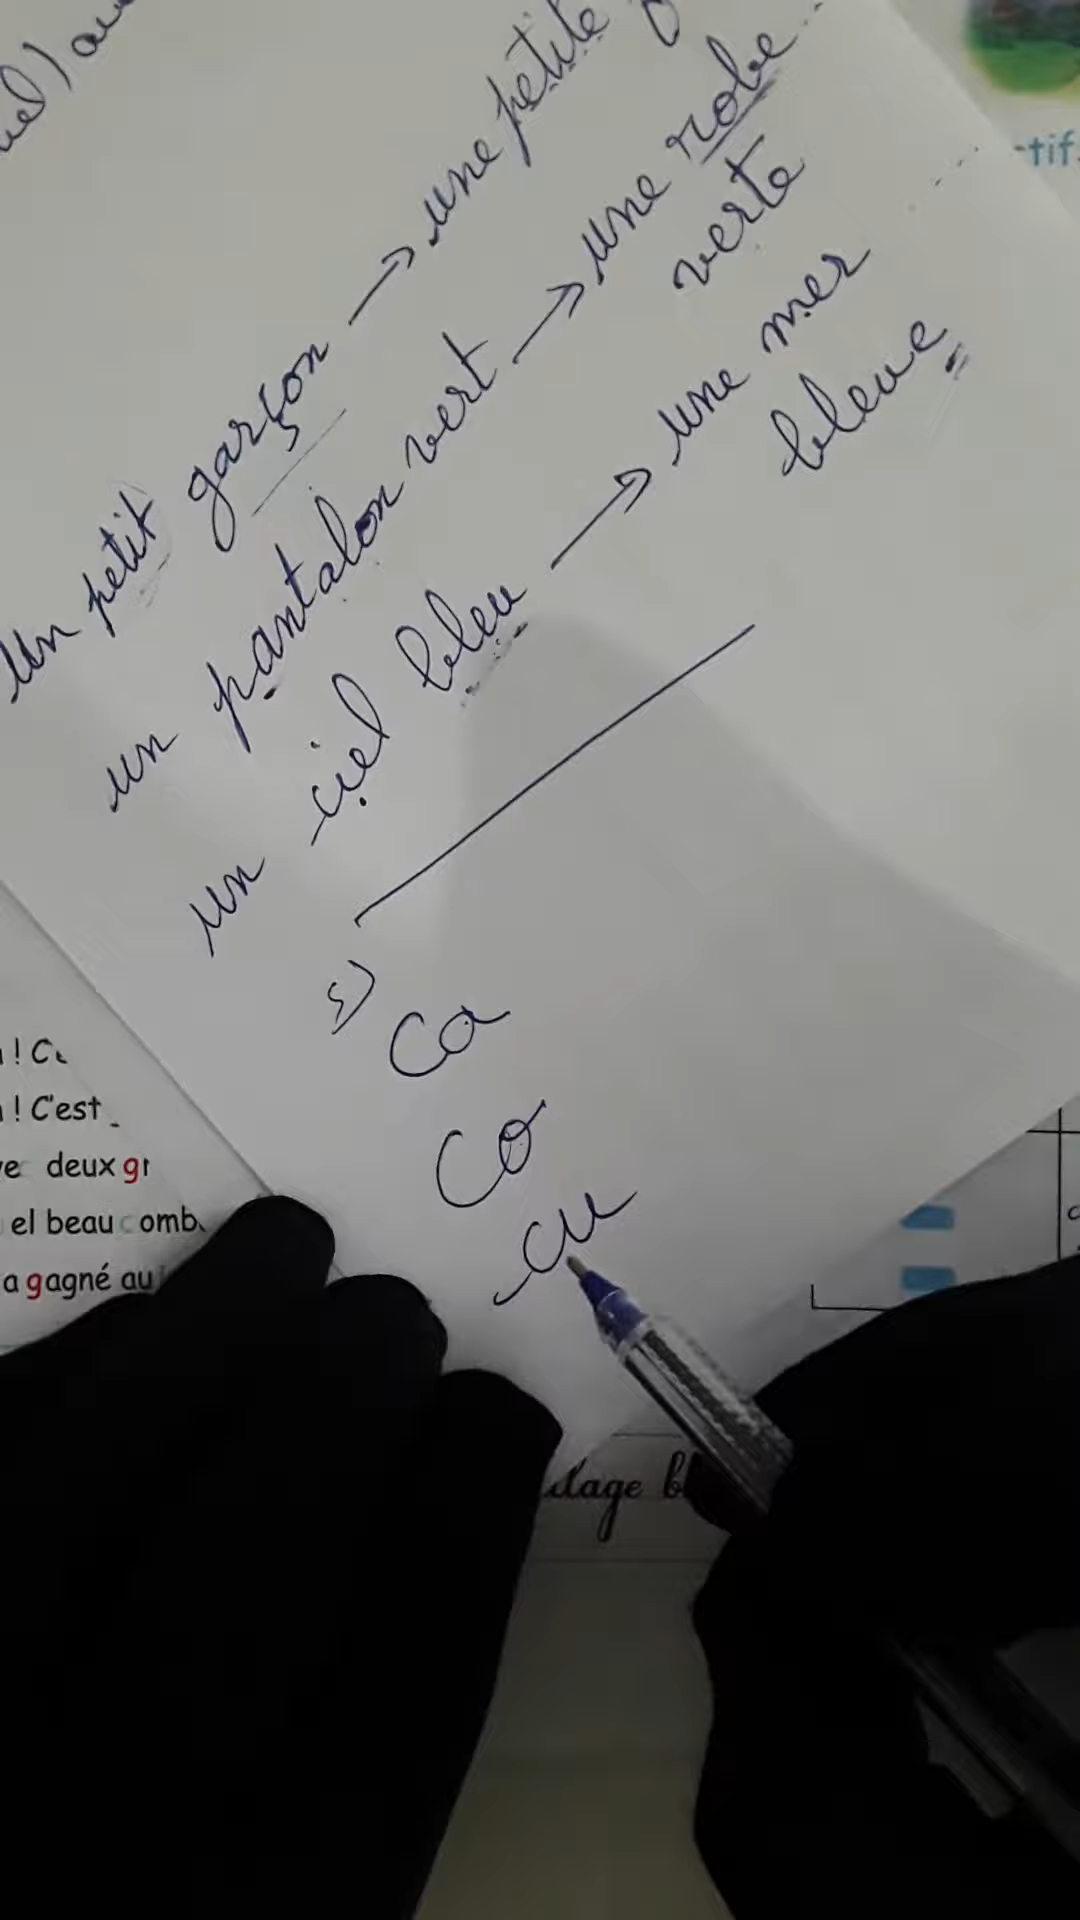 un petit garçon → une petite
un pantalon vert → une robe
verte
un ciel bleu → une mer
bleue
5)
Ca
Co
cu
! C'est
deux
el beau comb
a gagné au